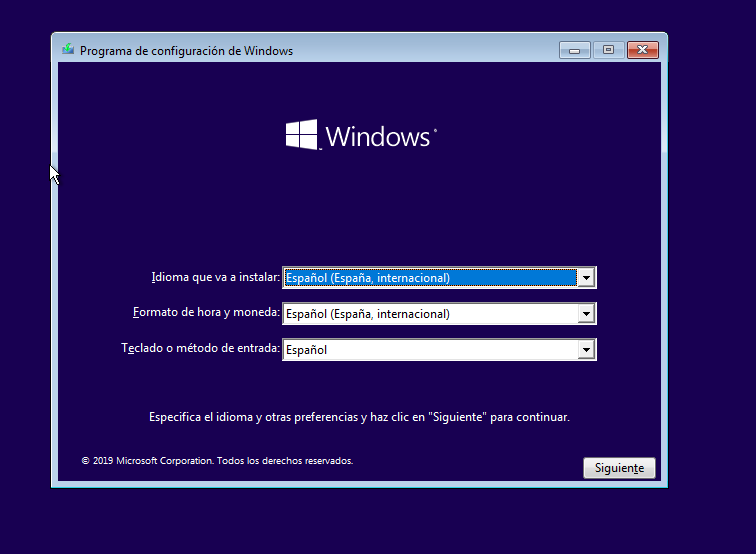 Programa de configuración de Windows
Windows
Idioma que va a instalar: Español (España, internacional)
Formato de hora y moneda: Español (España, internacional)
Teclado o método de entrada: Español
Especifica el idioma y otras preferencias y haz clic en "Siguiente" para continuar.
© 2019 Microsoft Corporation. Todos los derechos reservados.
Siguiente